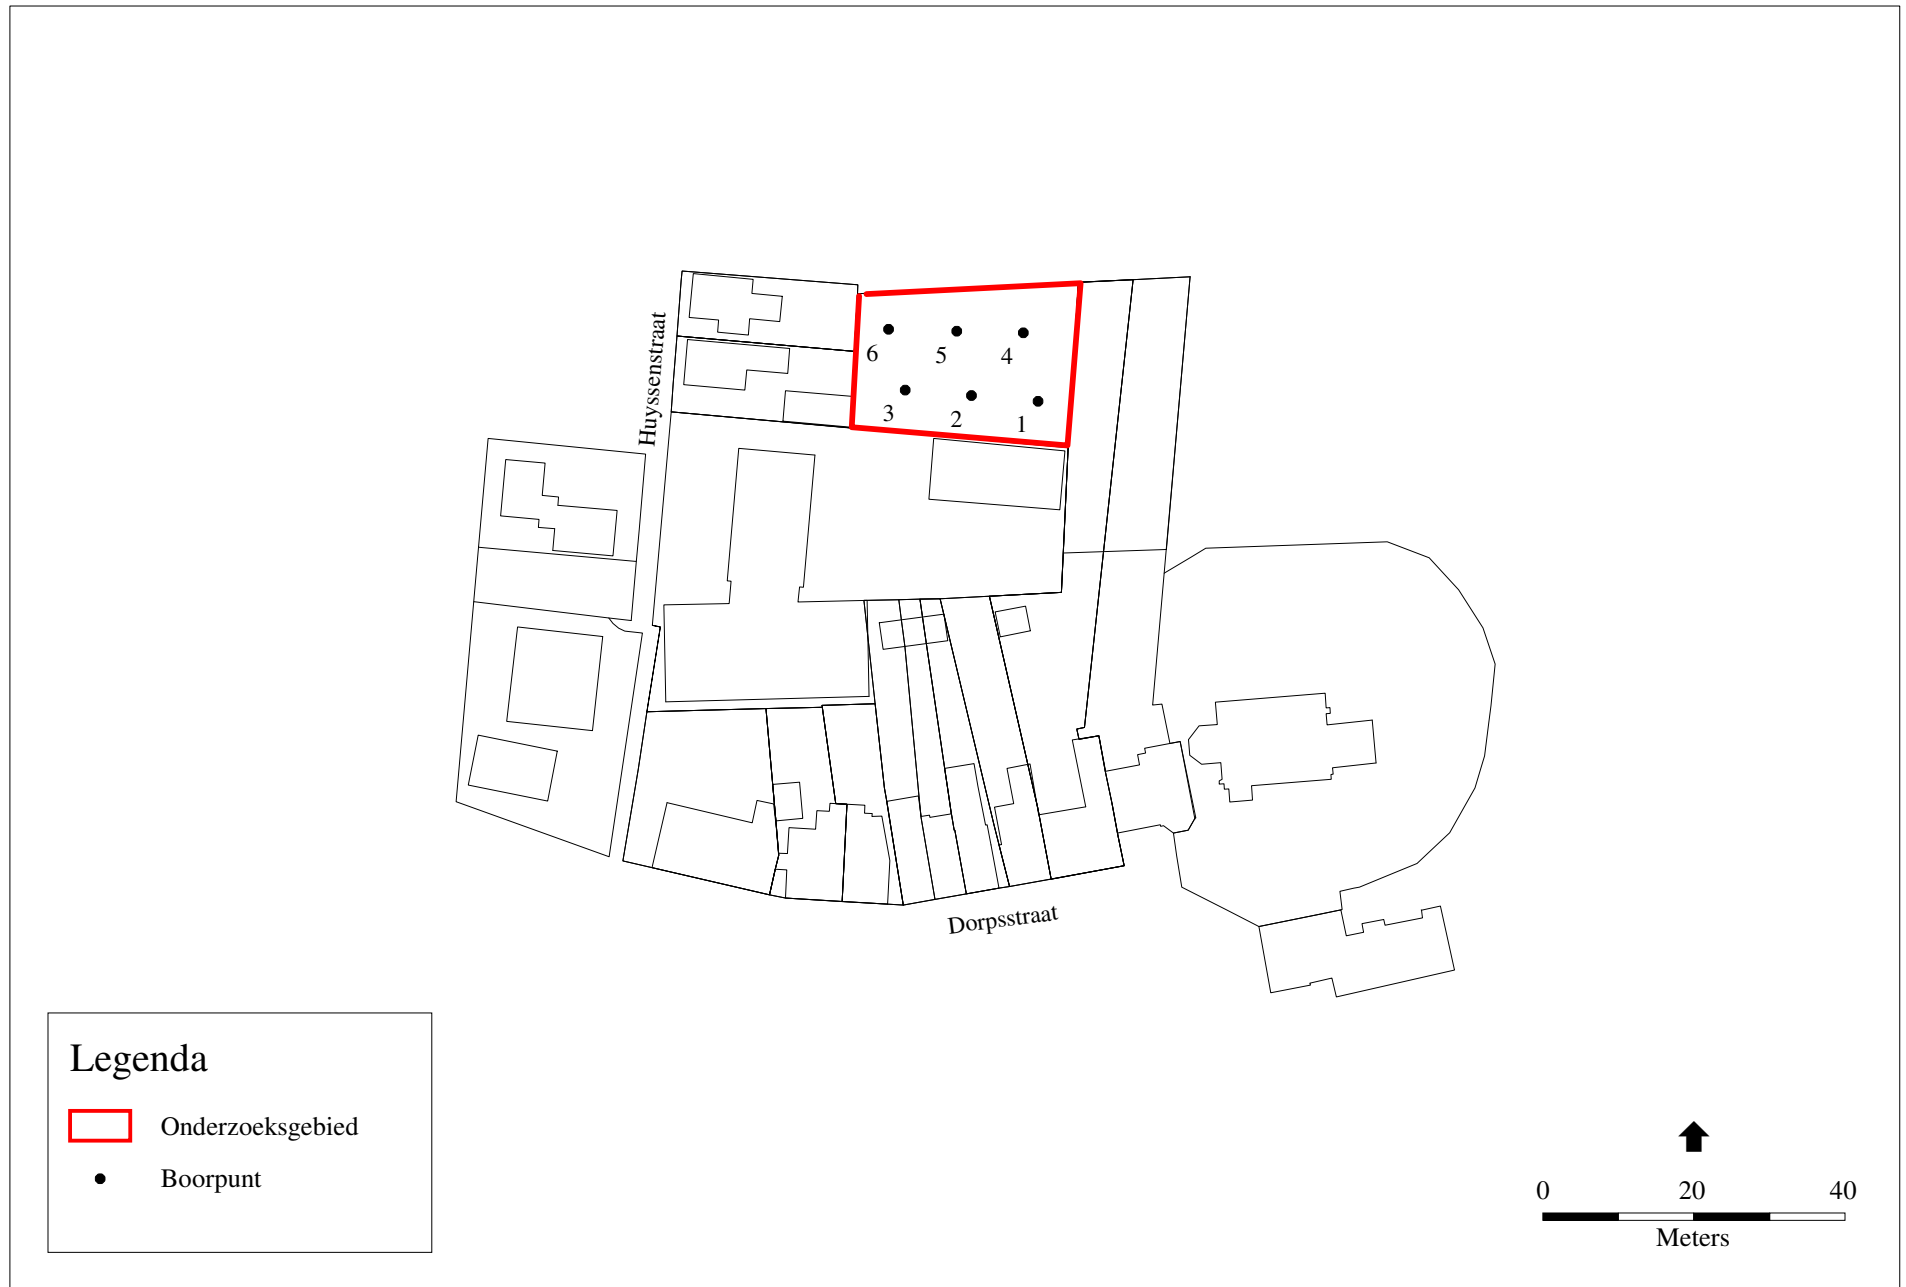 Huyssenstraat
6
5
4
3
2
1
Dorpsstraat
Legenda
Onderzoeksgebied
Boorpunt
0 20 40
Meters